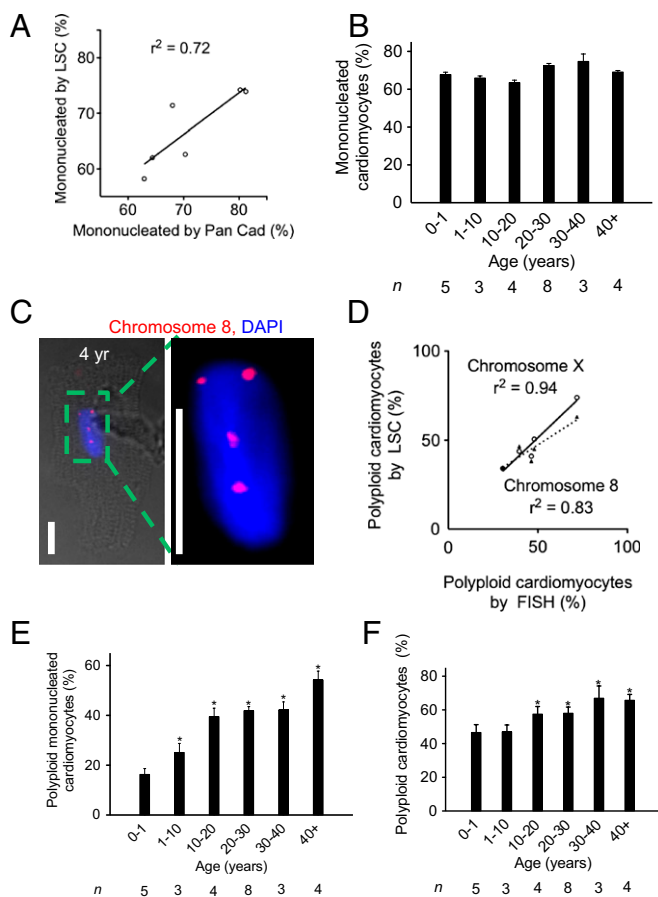 A
r² = 0.72
Mononucleated by LSC (%)
80
70
60
60 70 80
Mononucleated by Pan Cad (%)
B
Mononucleated
cardiomyocytes (%)
80
60
40
20
0
0-1 1-10 10-20 20-30 30-40 40+
Age (years)
n 5 3 4 8 3 4
C
Chromosome 8, DAPI
4 yr
D
Polyploid cardiomyocytes
by LSC (%)
100
50
0
Chromosome X
r² = 0.94
Chromosome 8
r² = 0.83
0 50 100
Polyploid cardiomyocytes
by FISH (%)
E
Polyploid mononucleated
cardiomyocytes (%)
60
40
20
0
* * * * *
0-1 1-10 10-20 20-30 30-40 40+
Age (years)
n 5 3 4 8 3 4
F
Polyploid cardiomyocytes (%)
80
60
40
20
0
* * * *
0-1 1-10 10-20 20-30 30-40 40+
Age (years)
n 5 3 4 8 3 4